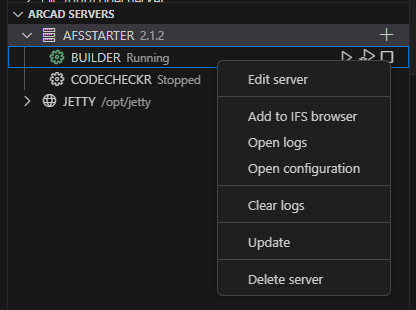 ARCAD SERVERS
AFSSTARTER 2.1.2
BUILDER Running
CODECHECKR Stopped
JETTY /opt/jetty
Edit server
Add to IFS browser
Open logs
Open configuration
Clear logs
Update
Delete server